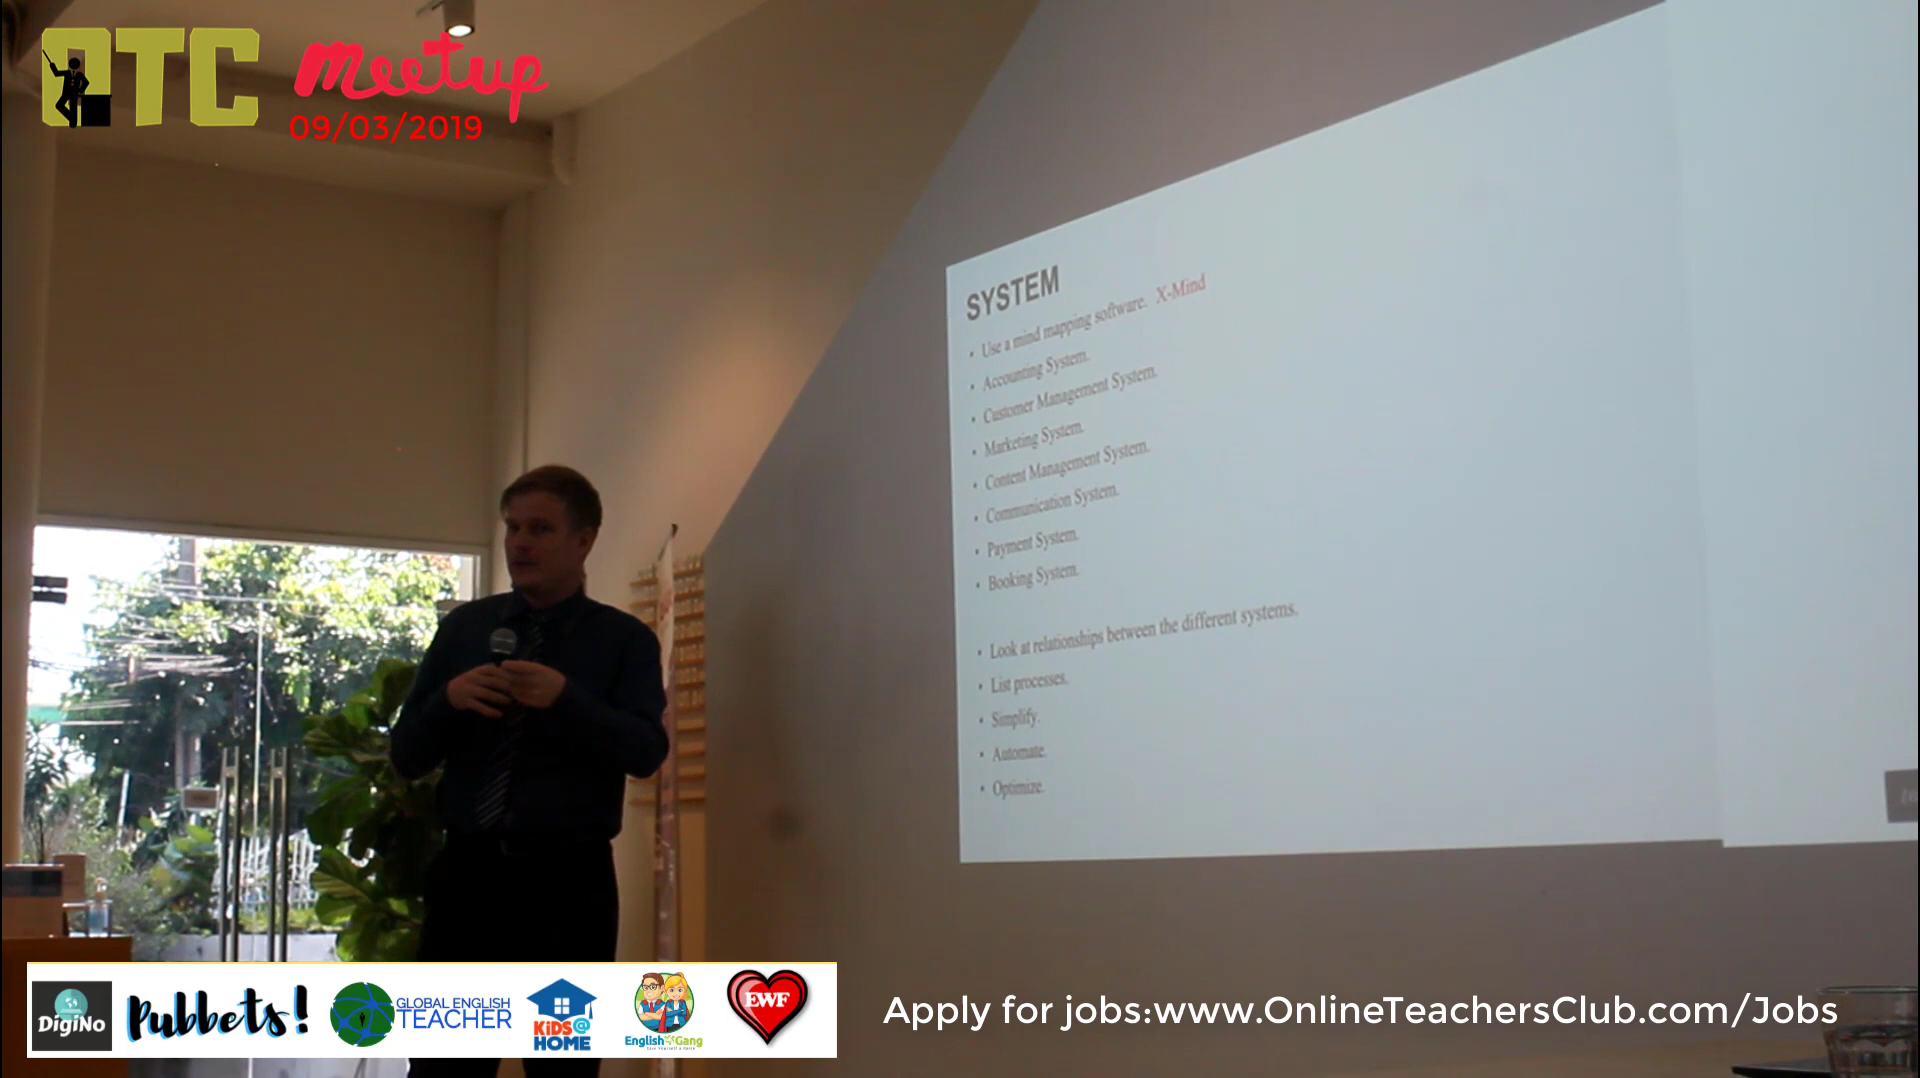 OTC meetup
09/03/2019
SYSTEM
• Use a mind mapping software. X-Mind
• Accounting System.
• Customer Management System.
• Marketing System.
• Content Management System.
• Communication System.
• Payment System.
• Booking System.
• Look at relationships between the different systems.
• List processes.
• Simplify.
• Automate.
• Optimize.
DigiNo
Pubbets!
GLOBAL ENGLISH
TEACHER
KiDS@
HOME
English Gang
EWF
Apply for jobs:www.OnlineTeachersClub.com/Jobs